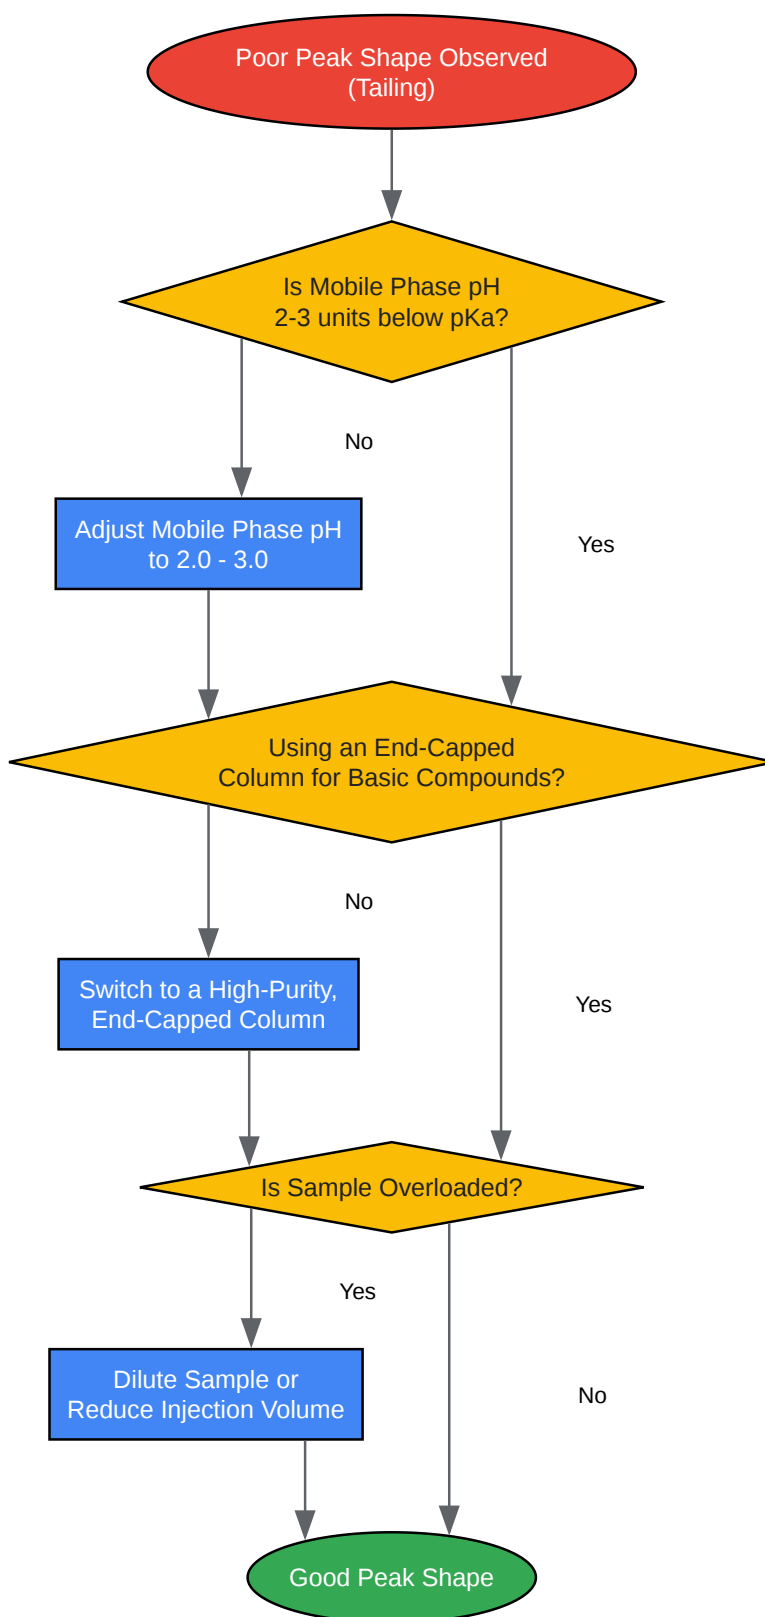 Poor Peak Shape Observed
(Tailing)
Is Mobile Phase pH
2-3 units below pKa?
No
Adjust Mobile Phase pH
to 2.0 - 3.0
Yes
Using an End-Capped
Column for Basic Compounds?
No
Switch to a High-Purity,
End-Capped Column
Yes
Is Sample Overloaded?
Yes
Dilute Sample or
Reduce Injection Volume
No
Good Peak Shape